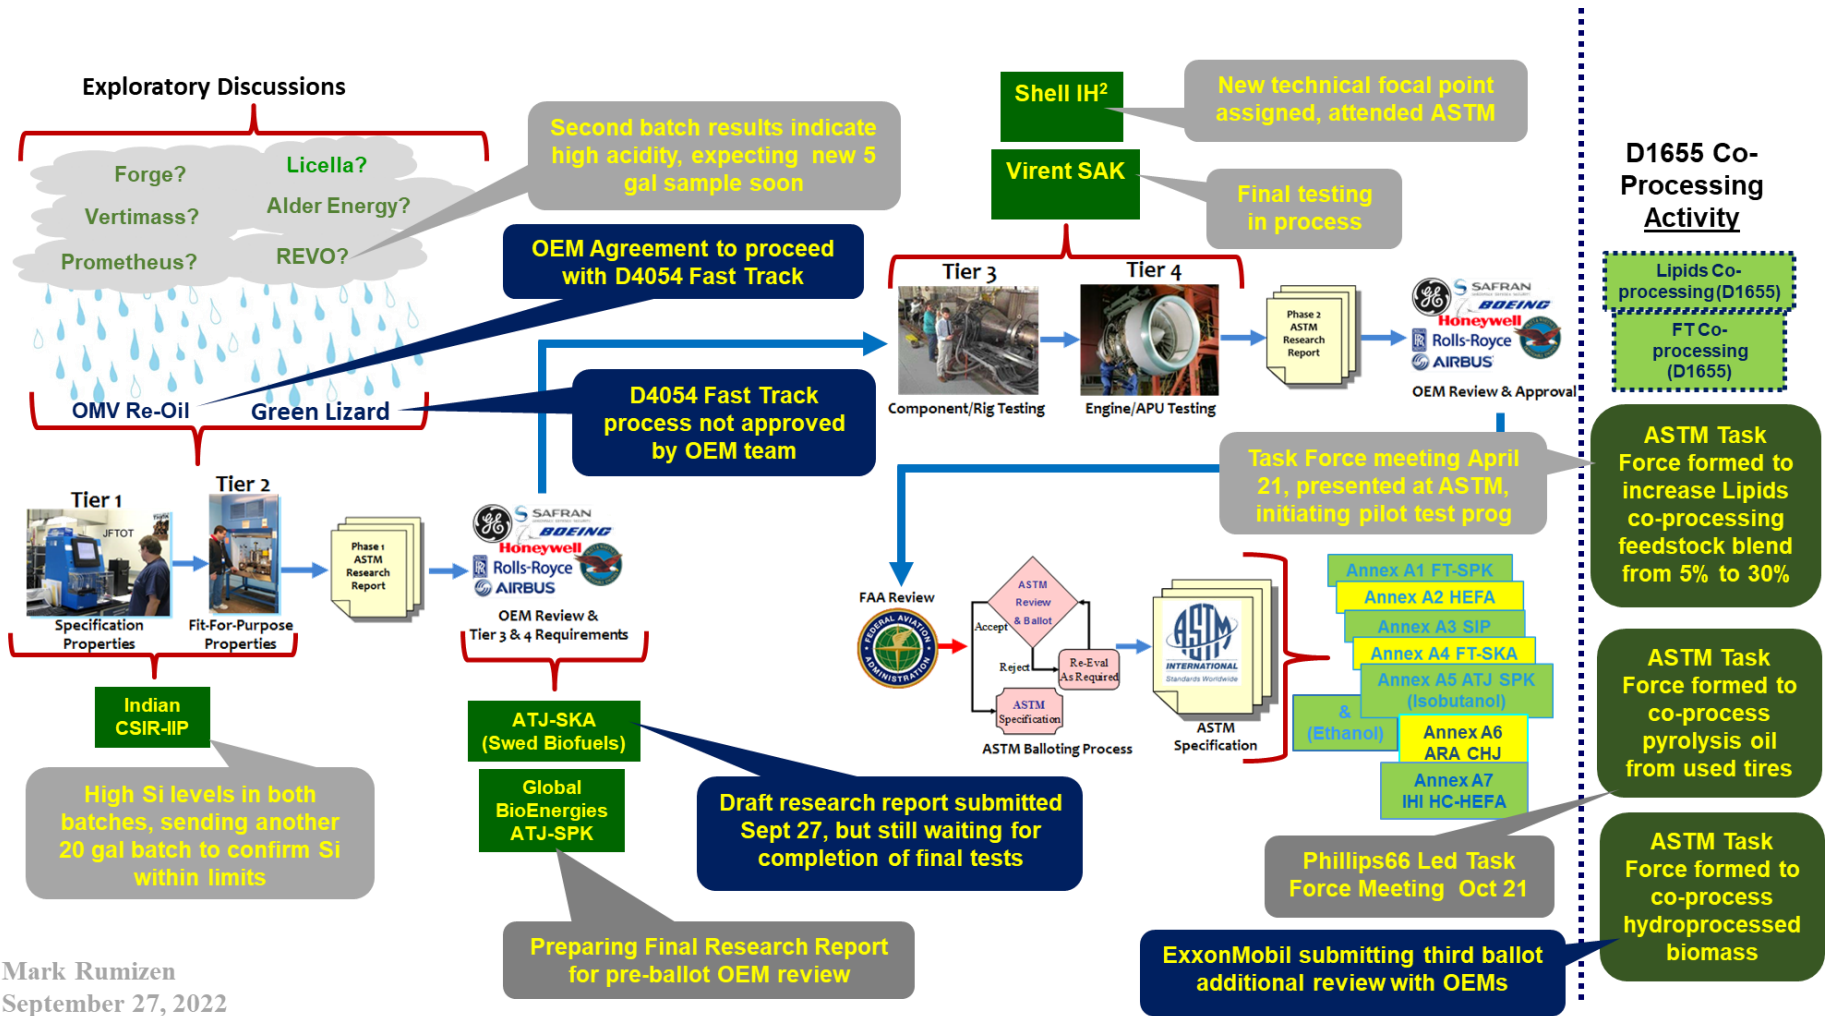 Exploratory Discussions
Forge?
Licella?
Vertimass?
Alder Energy?
Prometheus?
REVO?
Second batch results indicate
high acidity, expecting new 5
gal sample soon
OEM Agreement to proceed
with D4054 Fast Track
OMV Re-Oil
Green Lizard
D4054 Fast Track
process not approved
by OEM team
Tier 1
Tier 2
JFTOT
Specification
Properties
Fit-For-Purpose
Properties
Phase 1
ASTM
Research
Report
SAFRAN
BOEING
Honeywell
Rolls-Royce
AIRBUS
OEM Review &
Tier 3 & 4 Requirements
Indian
CSIR-IIP
High Si levels in both
batches, sending another
20 gal batch to confirm Si
within limits
ATJ-SKA
(Swed Biofuels)
Global
BioEnergies
ATJ-SPK
Draft research report submitted
Sept 27, but still waiting for
completion of final tests
Preparing Final Research Report
for pre-ballot OEM review
Mark Rumizen
September 27, 2022
Shell IH²
New technical focal point
assigned, attended ASTM
Virent SAK
Final testing
in process
Tier 3
Tier 4
Component/Rig Testing
Engine/APU Testing
Phase 2
ASTM
Research
Report
GE
SAFRAN
BOEING
Honeywell
Rolls-Royce
AIRBUS
OEM Review & Approval
Task Force meeting April
21, presented at ASTM,
initiating pilot test prog
FAA Review
FEDERAL AVIATION
ADMINISTRATION
ASTM
Review
& Ballot
Accept
Reject
Re-Eval
As Required
ASTM
Specification
ASTM Balloting Process
ASTM
INTERNATIONAL
Standards Worldwide
ASTM
Specification
Annex A1 FT-SPK
Annex A2 HEFA
Annex A3 SIP
Annex A4 FT-SKA
Annex A5 ATJ SPK
(Isobutanol)
&
(Ethanol)
Annex A6
ARA CHJ
Annex A7
IHI HC-HEFA
Phillips66 Led Task
Force Meeting Oct 21
ExxonMobil submitting third ballot
additional review with OEMs
D1655 Co-
Processing
Activity
Lipids Co-
processing(D1655)
FT Co-
processing
(D1655)
ASTM Task
Force formed to
increase Lipids
co-processing
feedstock blend
from 5% to 30%
ASTM Task
Force formed to
co-process
pyrolysis oil
from used tires
ASTM Task
Force formed to
co-process
hydroprocessed
biomass